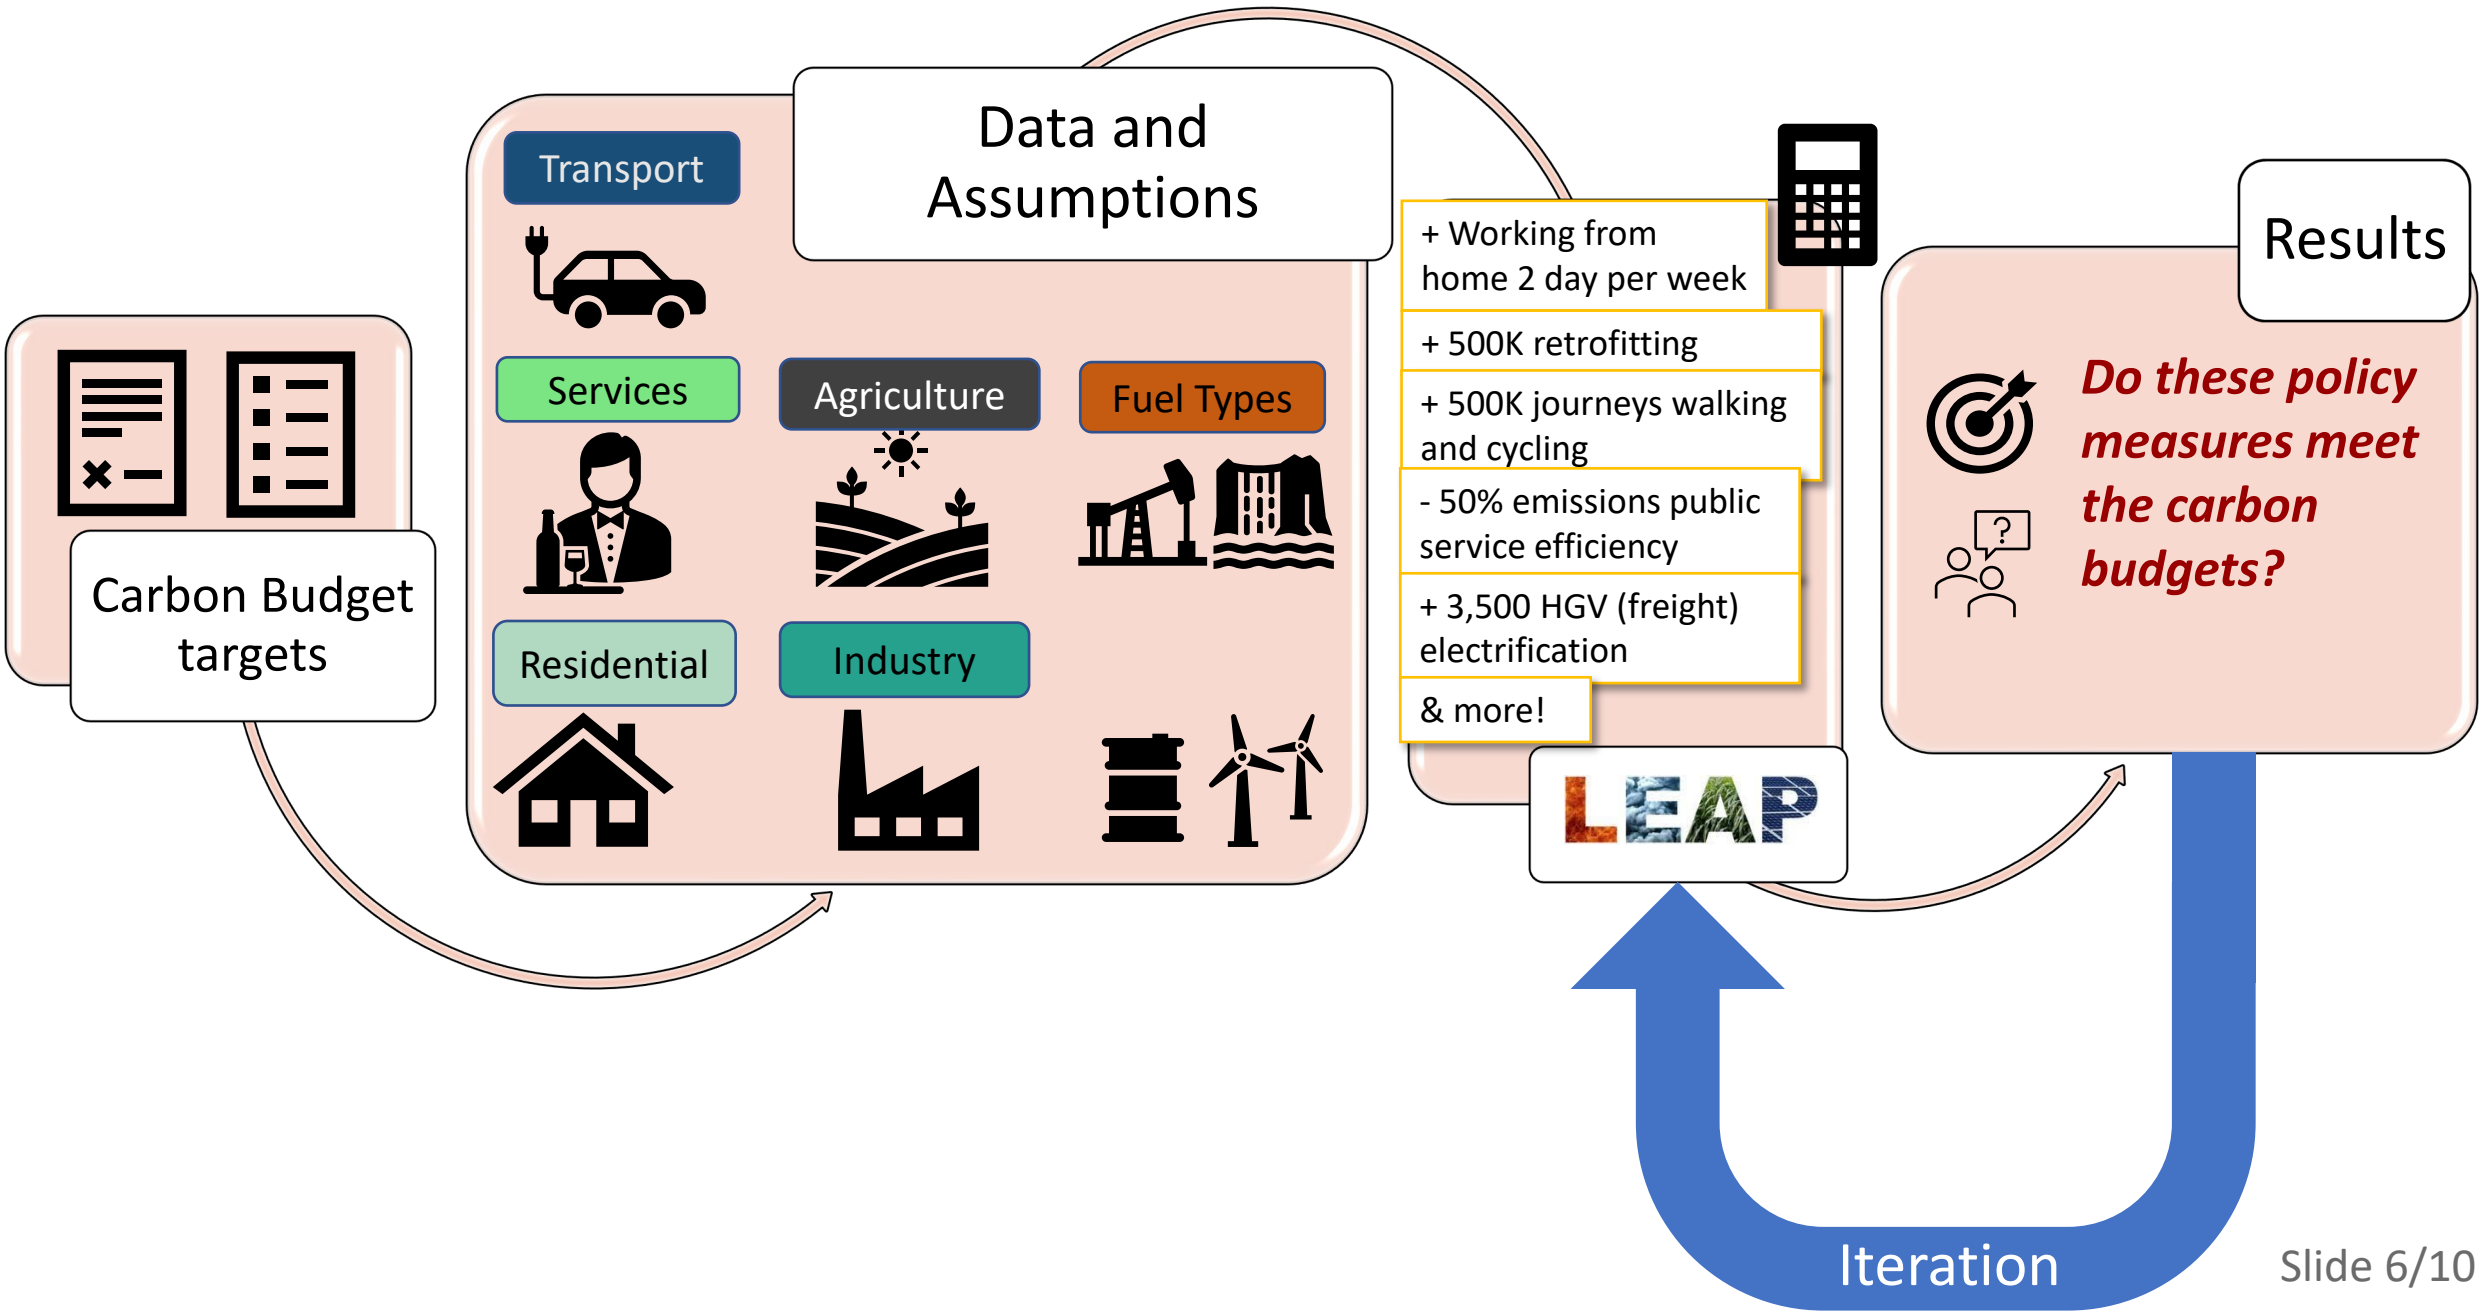 Carbon Budget
targets
Data and
Assumptions
Transport
Services
Agriculture
Fuel Types
Residential
Industry
+ Working from
home 2 day per week
+ 500K retrofitting
+ 500K journeys walking
and cycling
- 50% emissions public
service efficiency
+ 3,500 HGV (freight)
electrification
& more!
LEAP
Results
Do these policy
measures meet
the carbon
budgets?
?
Iteration
Slide 6/10